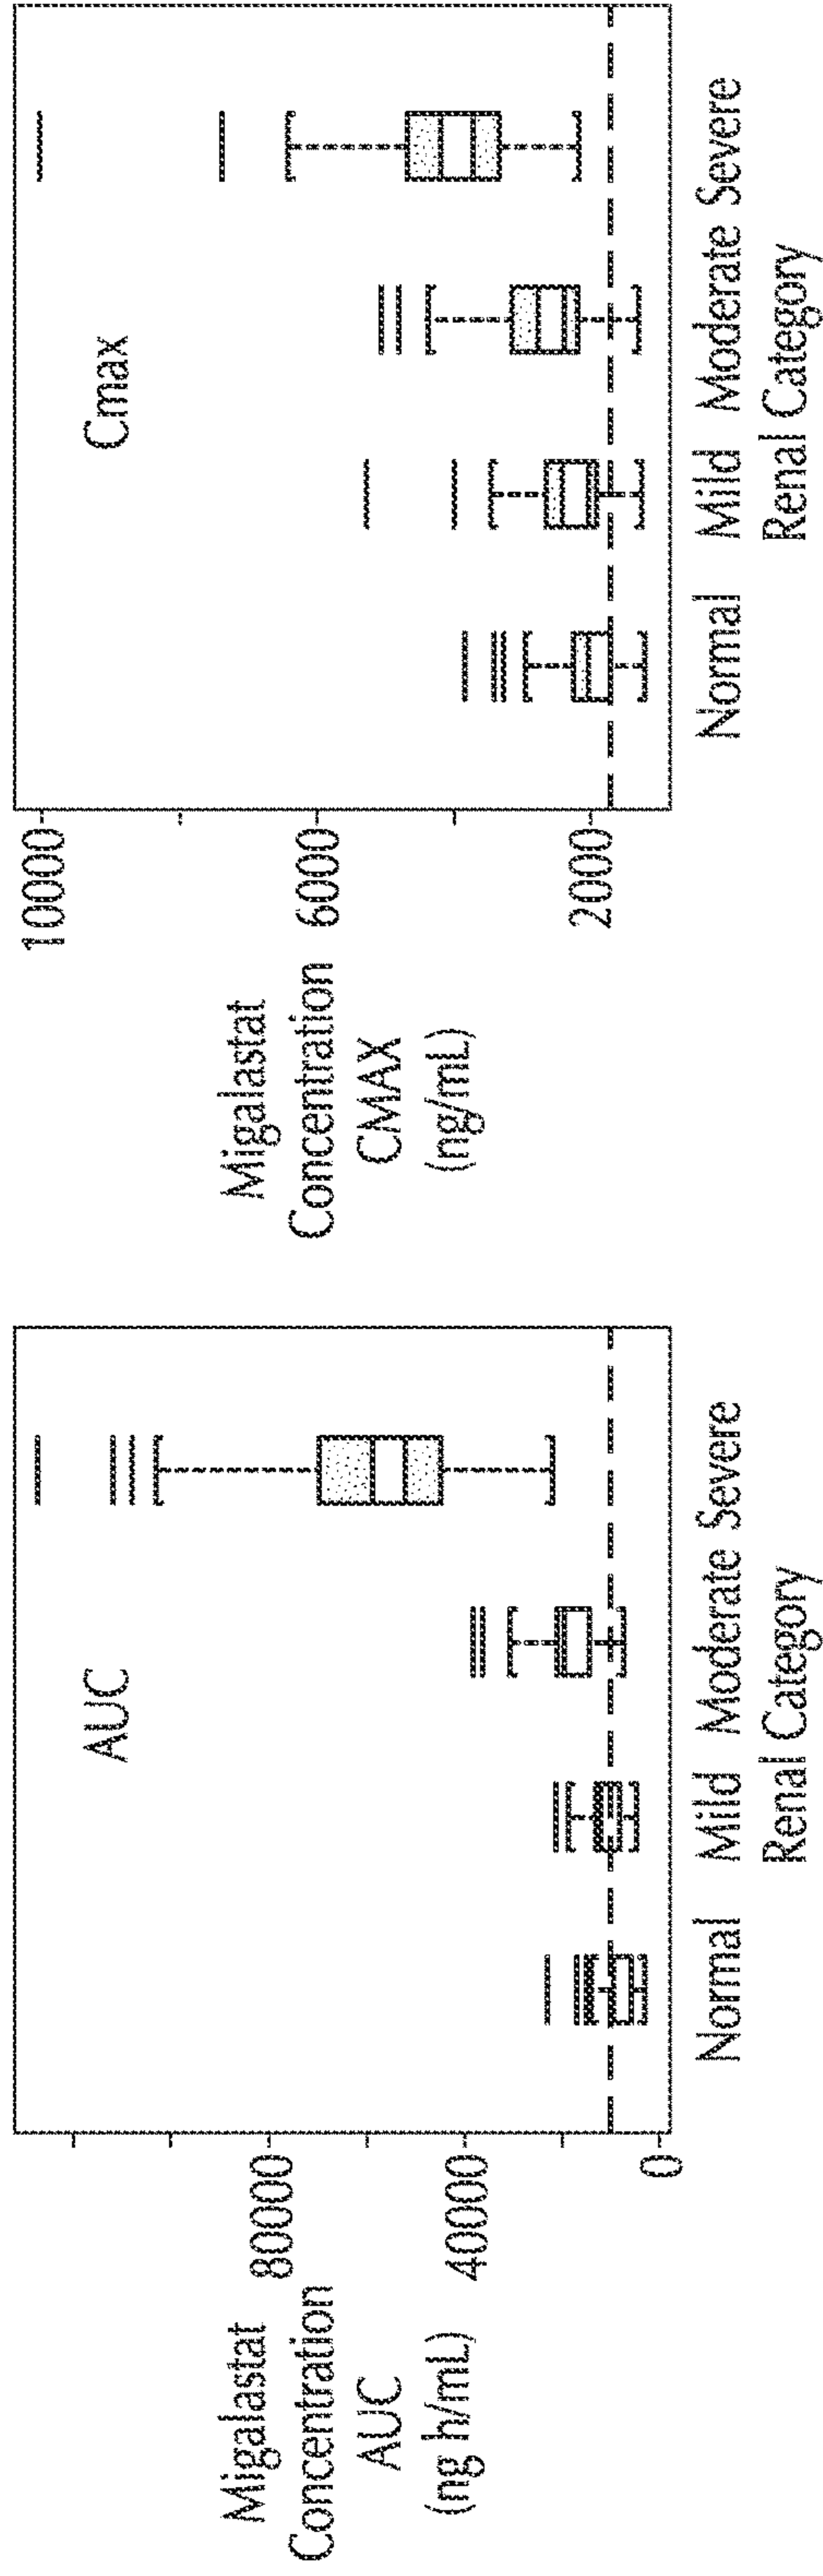 Migalastat
Concentration
AUC
(ng h/mL)
80000
40000
0
AUC
Normal Mild Moderate Severe
Renal Category
Migalastat
Concentration
CMAX
(ng/mL)
10000
6000
2000
Cmax
Normal Mild Moderate Severe
Renal Category